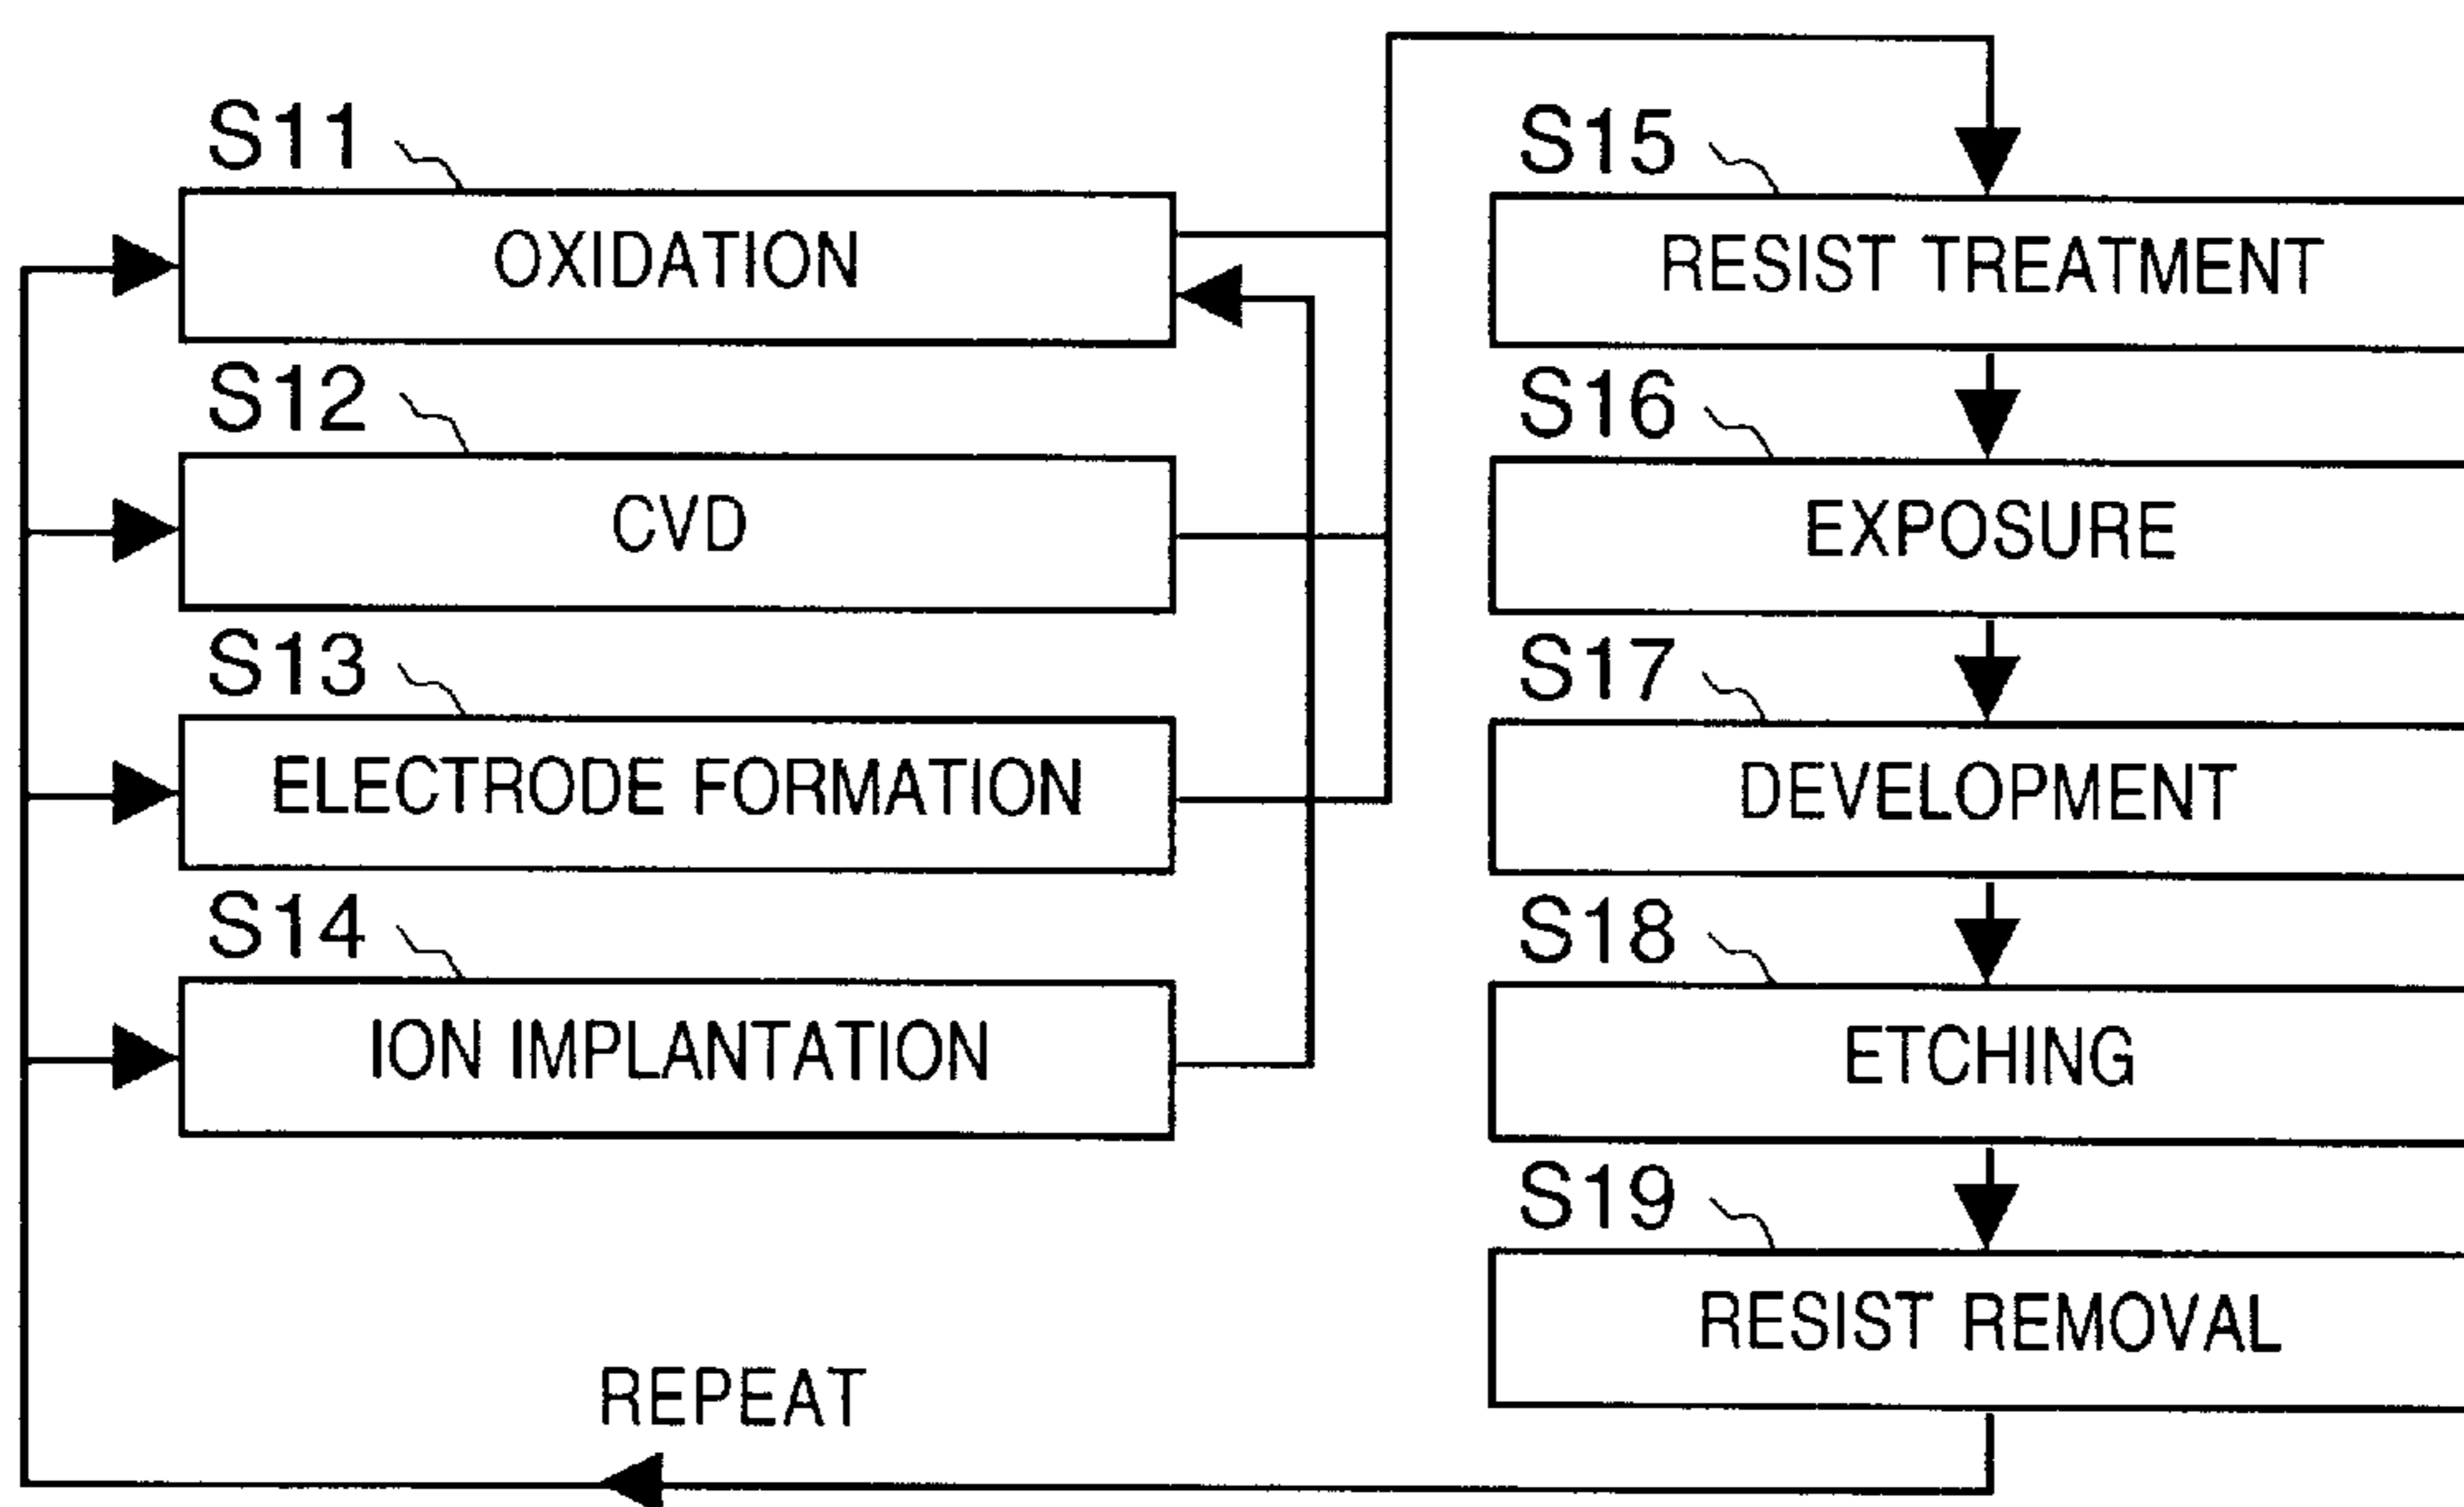 S11
OXIDATION
S12
CVD
S13
ELECTRODE FORMATION
S14
ION IMPLANTATION
S15
RESIST TREATMENT
S16
EXPOSURE
S17
DEVELOPMENT
S18
ETCHING
S19
RESIST REMOVAL
REPEAT